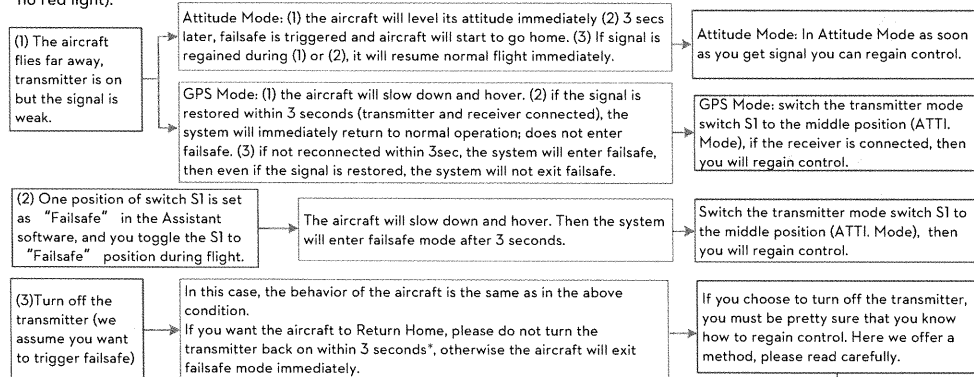 no red light).
(1) The aircraft
flies far away,
transmitter is on
but the signal is
weak.
Attitude Mode: (1) the aircraft will level its attitude immediately (2) 3 secs
later, failsafe is triggered and aircraft will start to go home. (3) If signal is
regained during (1) or (2), it will resume normal flight immediately.
Attitude Mode: In Attitude Mode as soon
as you get signal you can regain control.
GPS Mode: (1) the aircraft will slow down and hover. (2) if the signal is
restored within 3 seconds (transmitter and receiver connected), the
system will immediately return to normal operation; does not enter
failsafe. (3) if not reconnected within 3sec, the system will enter failsafe,
then even if the signal is restored, the system will not exit failsafe.
GPS Mode: switch the transmitter mode
switch S1 to the middle position (ATTI.
Mode), if the receiver is connected, then
you will regain control.
(2) One position of switch S1 is set
as "Failsafe" in the Assistant
software, and you toggle the S1 to
"Failsafe" position during flight.
The aircraft will slow down and hover. Then the system
will enter failsafe mode after 3 seconds.
Switch the transmitter mode switch S1 to
the middle position (ATTI. Mode), then
you will regain control.
(3)Turn off the
transmitter (we
assume you want
to trigger failsafe)
In this case, the behavior of the aircraft is the same as in the above
condition.
If you want the aircraft to Return Home, please do not turn the
transmitter back on within 3 seconds*, otherwise the aircraft will exit
failsafe mode immediately.
If you choose to turn off the transmitter,
you must be pretty sure that you know
how to regain control. Here we offer a
method, please read carefully.